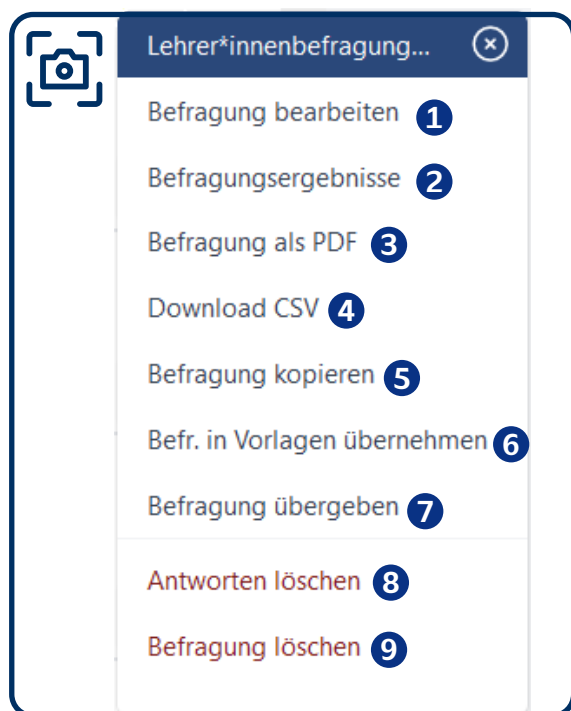 Lehrer*innenbefragung...
Befragung bearbeiten 1
Befragungsergebnisse 2
Befragung als PDF 3
Download CSV 4
Befragung kopieren 5
Befr. in Vorlagen übernehmen 6
Befragung übergeben 7
Antworten löschen 8
Befragung löschen 9